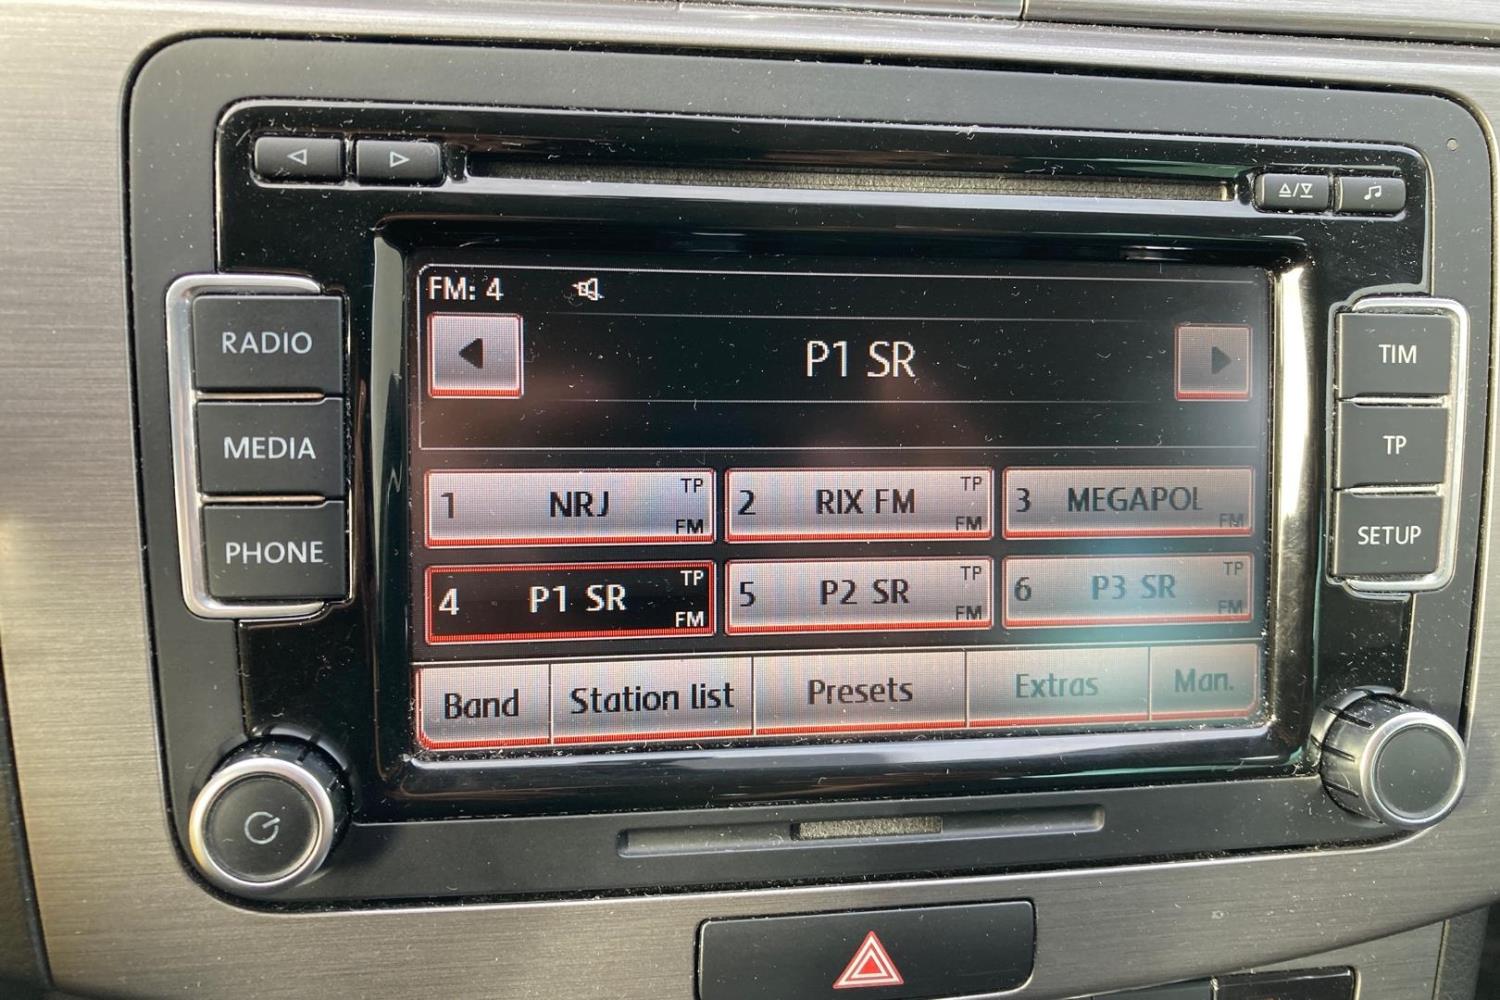 RADIO
MEDIA
PHONE
FM: 4
P1 SR
1 NRJ TP FM
2 RIX FM TP FM
3 MEGAPOL FM
4 P1 SR TP FM
5 P2 SR TP FM
6 P3 SR TP FM
Band Station list Presets Extras Man.
TIM
TP
SETUP